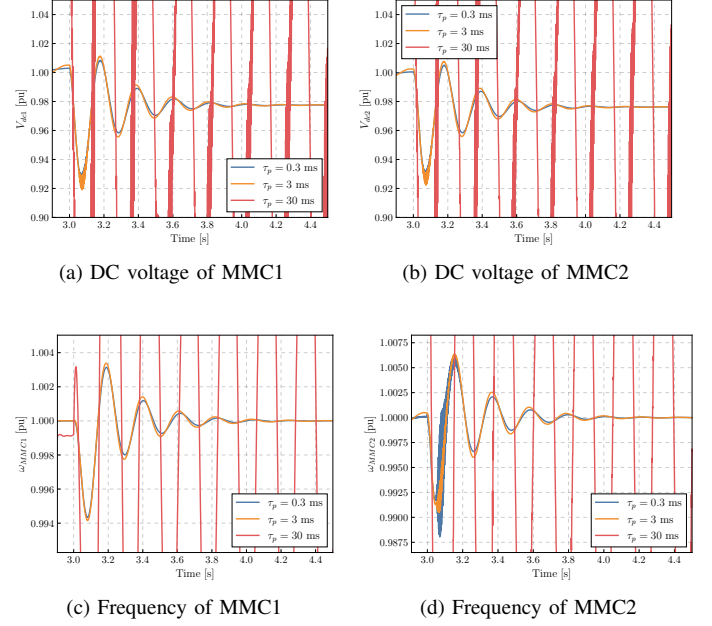 1.04
1.02
1.00
0.98
0.96
0.94
0.92
0.90
V_dc1 [pu]
τ_p = 0.3 ms
τ_p = 3 ms
τ_p = 30 ms
3.0 3.2 3.4 3.6 3.8 4.0 4.2 4.4
Time [s]
(a) DC voltage of MMC1
τ_p = 0.3 ms
τ_p = 3 ms
τ_p = 30 ms
1.04
1.02
1.00
0.98
0.96
0.94
0.92
0.90
V_dc2 [pu]
3.0 3.2 3.4 3.6 3.8 4.0 4.2 4.4
Time [s]
(b) DC voltage of MMC2
1.004
1.002
1.000
0.998
0.996
0.994
ω_MMC1 [pu]
τ_p = 0.3 ms
τ_p = 3 ms
τ_p = 30 ms
3.0 3.2 3.4 3.6 3.8 4.0 4.2 4.4
Time [s]
(c) Frequency of MMC1
1.0075
1.0050
1.0025
1.0000
0.9975
0.9950
0.9925
0.9900
0.9875
ω_MMC2 [pu]
τ_p = 0.3 ms
τ_p = 3 ms
τ_p = 30 ms
3.0 3.2 3.4 3.6 3.8 4.0 4.2 4.4
Time [s]
(d) Frequency of MMC2